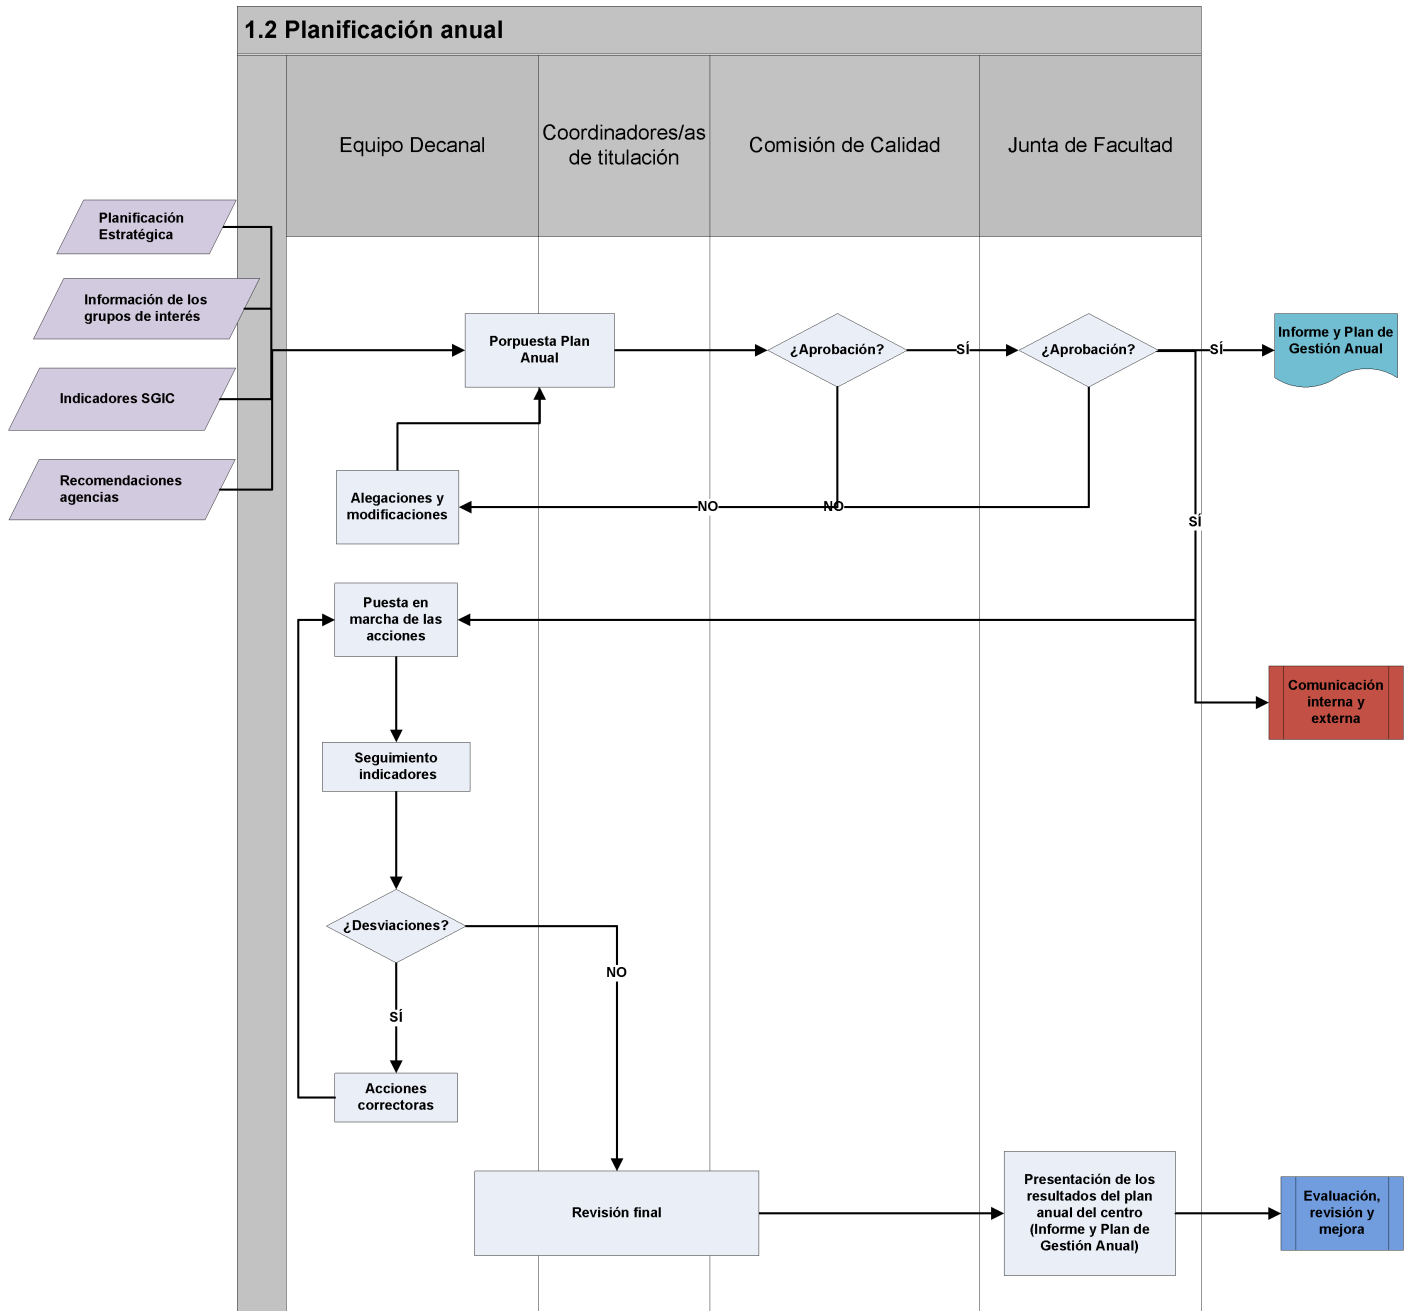 1.2 Planificación anual
Equipo Decanal
Coordinadores/as
de titulación
Comisión de Calidad
Junta de Facultad
Planificación
Estratégica
Información de los
grupos de interés
Indicadores SGIC
Recomendaciones
agencias
Porpuesta Plan
Anual
¿Aprobación?
SÍ
¿Aprobación?
SÍ
Informe y Plan de
Gestión Anual
Alegaciones y
modificaciones
NO
NO
SÍ
Puesta en
marcha de las
acciones
Comunicación
interna y
externa
Seguimiento
indicadores
¿Desviaciones?
NO
SÍ
Acciones
correctoras
Revisión final
Presentación de los
resultados del plan
anual del centro
(Informe y Plan de
Gestión Anual)
Evaluación,
revisión y
mejora